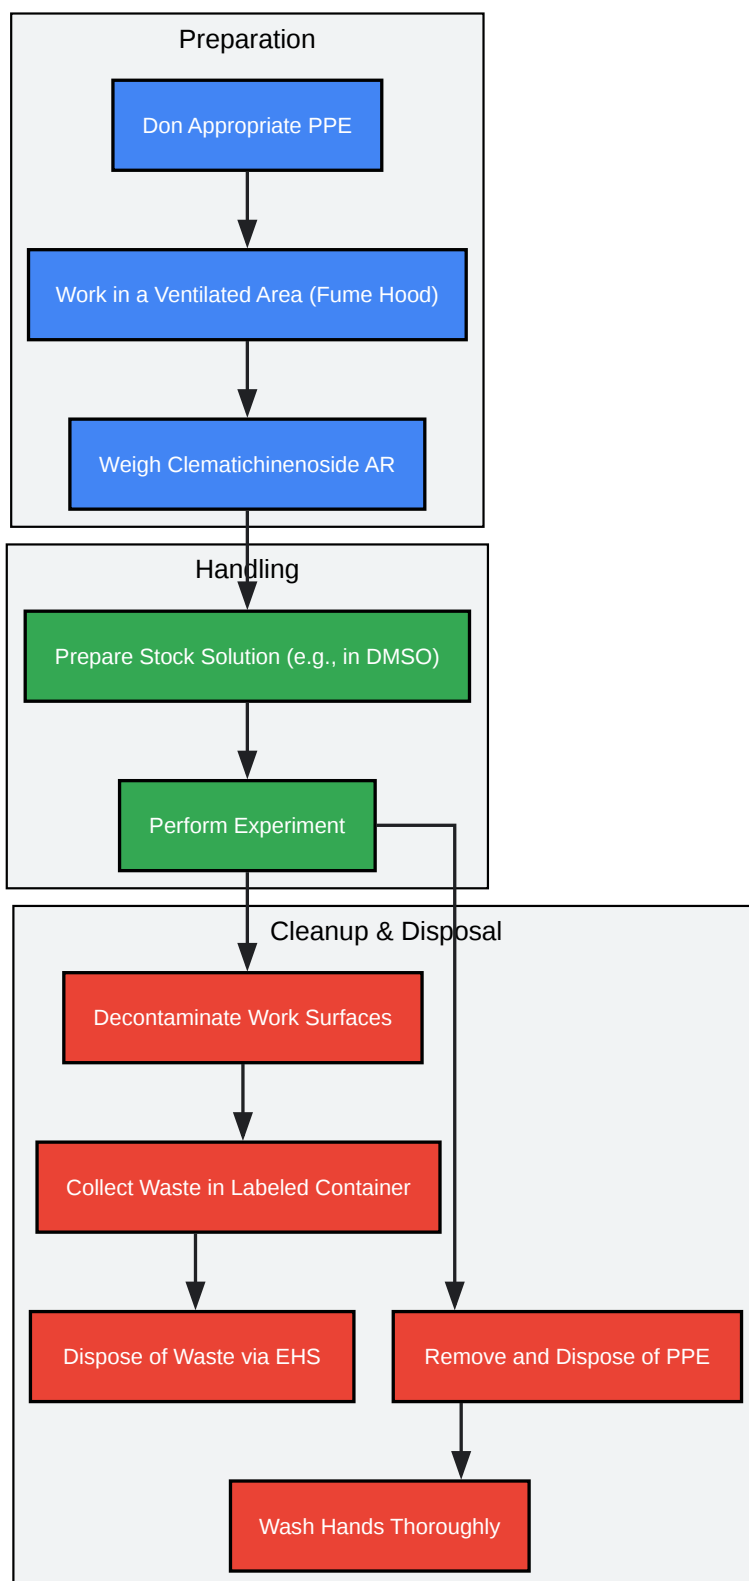 Preparation
Don Appropriate PPE
Work in a Ventilated Area (Fume Hood)
Weigh Clematichinenoside AR
Handling
Prepare Stock Solution (e.g., in DMSO)
Perform Experiment
Cleanup & Disposal
Decontaminate Work Surfaces
Collect Waste in Labeled Container
Dispose of Waste via EHS
Remove and Dispose of PPE
Wash Hands Thoroughly